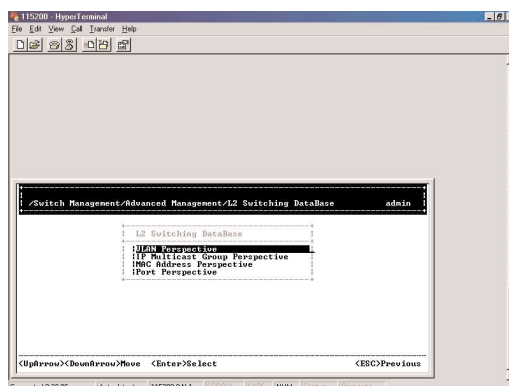 115200 - HyperTerminal
File Edit View Call Transfer Help
/Switch Management/Advanced Management/L2 Switching DataBase admin
L2 Switching DataBase
VLAN Perspective
IP Multicast Group Perspective
MAC Address Perspective
Port Perspective
<UpArrow><DownArrow>Move <Enter>Select <ESC>Previous
NUM